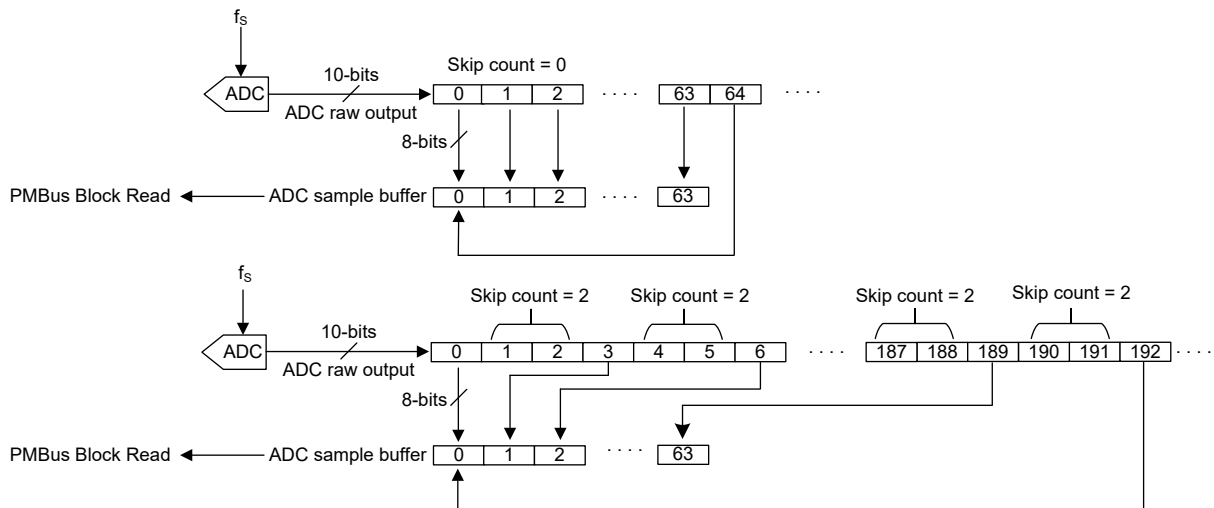 fS
10-bits
Skip count = 0
ADC
0 1 2 · · · · 63 64 · · · ·
ADC raw output
8-bits
PMBus Block Read ADC sample buffer 0 1 2 · · · · 63
fS
Skip count = 2 Skip count = 2 Skip count = 2 Skip count = 2
10-bits
ADC
0 1 2 3 4 5 6 · · · · 187 188 189 190 191 192 · · · ·
ADC raw output
8-bits
PMBus Block Read ADC sample buffer 0 1 2 · · · · 63